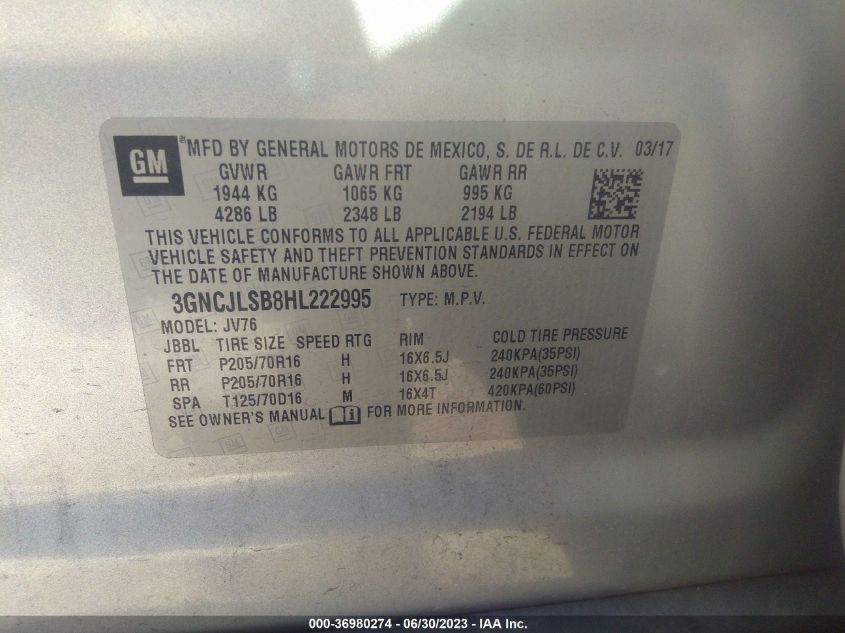 GM
MFD BY GENERAL MOTORS DE MEXICO, S. DE R.L. DE C.V. 03/17
GVWR GAWR FRT GAWR RR
1944 KG 1065 KG 995 KG
4286 LB 2348 LB 2194 LB
THIS VEHICLE CONFORMS TO ALL APPLICABLE U.S. FEDERAL MOTOR
VEHICLE SAFETY AND THEFT PREVENTION STANDARDS IN EFFECT ON
THE DATE OF MANUFACTURE SHOWN ABOVE.
3GNCJLSB8HL222995 TYPE: M.P.V.
MODEL: JV76
JBBL TIRE SIZE SPEED RTG RIM COLD TIRE PRESSURE
FRT P205/70R16 H 16X6.5J 240KPA(35PSI)
RR P205/70R16 H 16X6.5J 240KPA(35PSI)
SPA T125/70D16 M 16X4T 420KPA(60PSI)
SEE OWNER'S MANUAL FOR MORE INFORMATION.
000-36980274 - 06/30/2023 - IAA Inc.